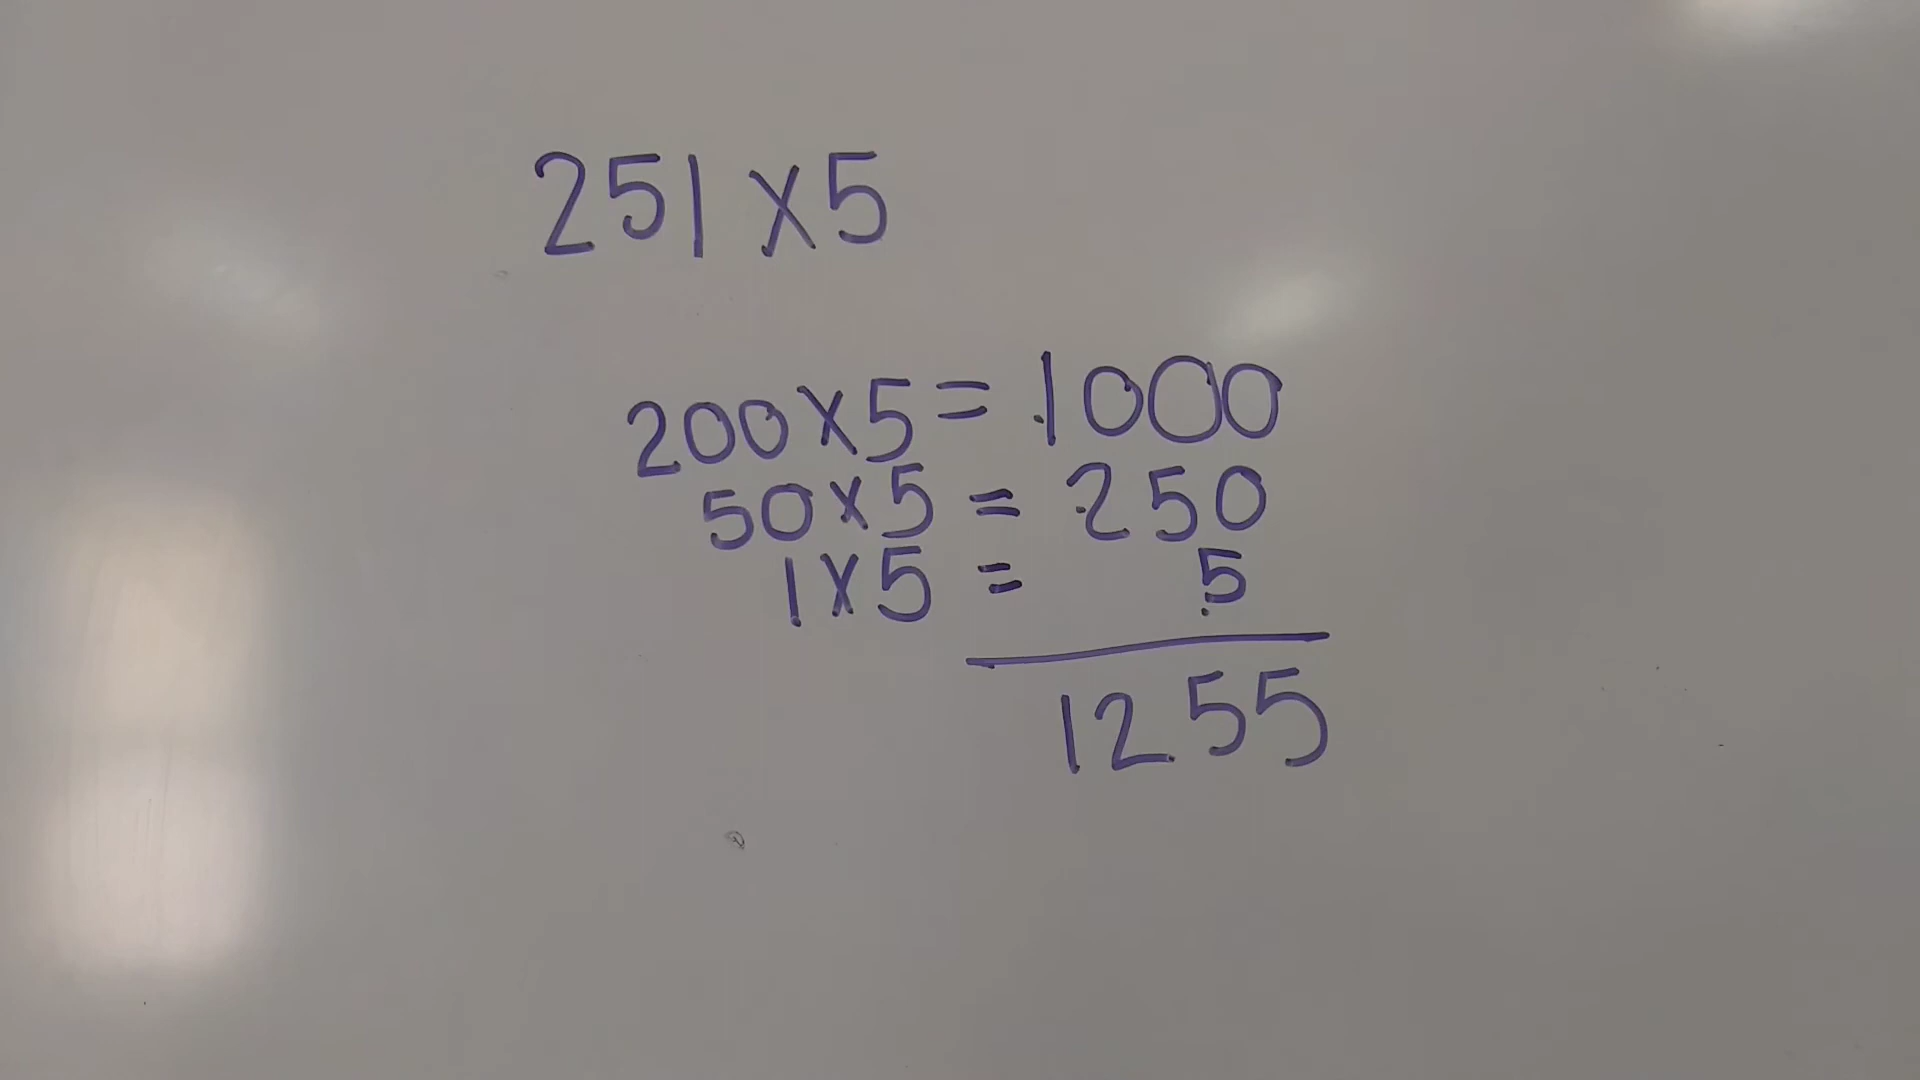 251 x 5
200 x 5 = 1000
50 x 5 = 250
1 x 5 = 5
1255